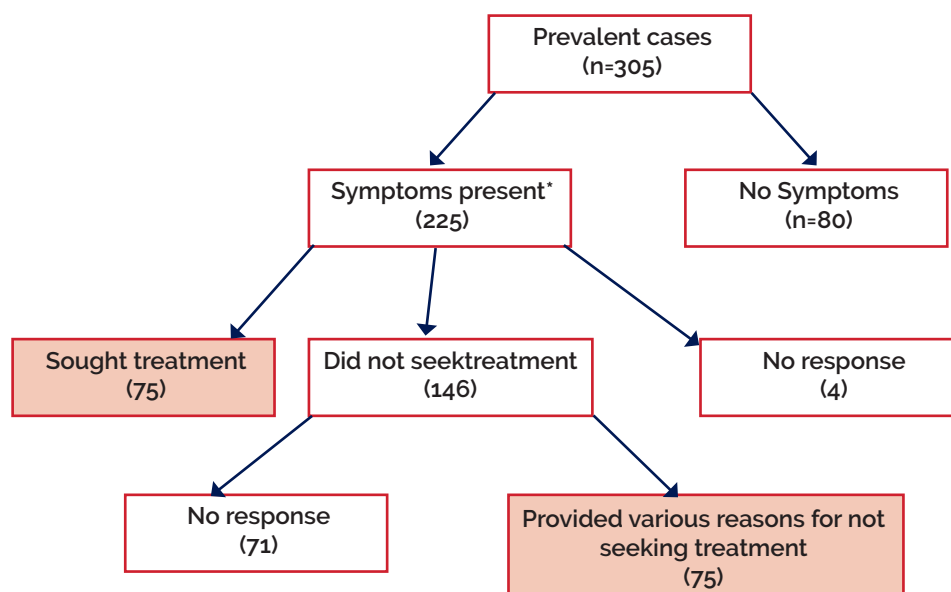 Prevalent cases
(n=305)
Symptoms present*
(225)
No Symptoms
(n=80)
Sought treatment
(75)
Did not seektreatment
(146)
No response
(4)
No response
(71)
Provided various reasons for not
seeking treatment
(75)